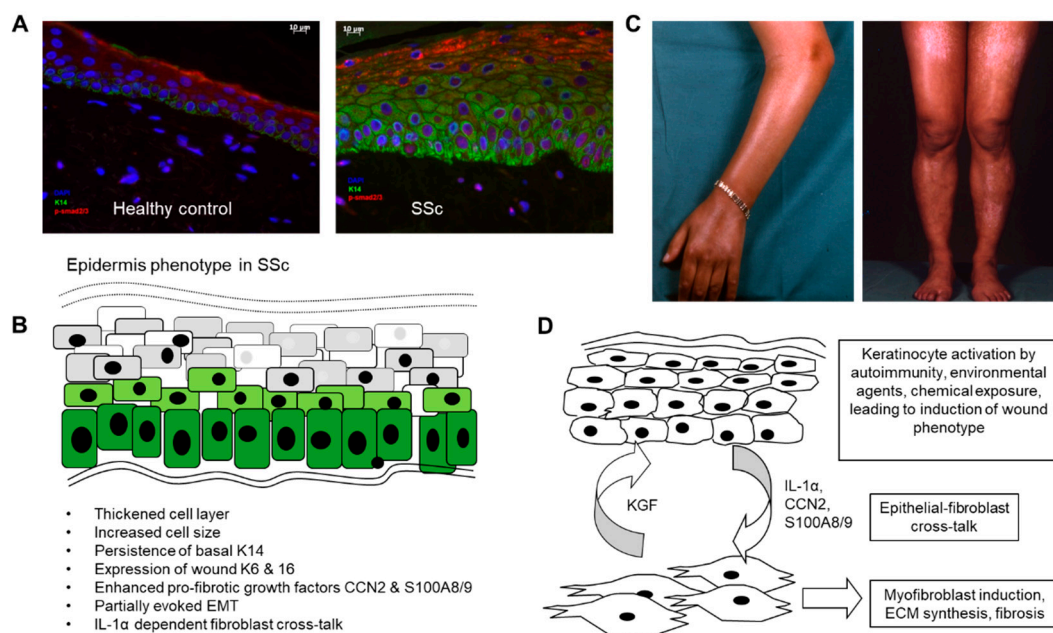 A
10 µm
DAPI
K14
p-smad2/3
Healthy control
10 µm
DAPI
K14
p-smad2/3
SSc
C
Epidermis phenotype in SSc
B
• Thickened cell layer
• Increased cell size
• Persistence of basal K14
• Expression of wound K6 & 16
• Enhanced pro-fibrotic growth factors CCN2 & S100A8/9
• Partially evoked EMT
• IL-1α dependent fibroblast cross-talk
D
Keratinocyte activation by
autoimmunity, environmental
agents, chemical exposure,
leading to induction of wound
phenotype
KGF
IL-1α,
CCN2,
S100A8/9
Epithelial-fibroblast
cross-talk
Myofibroblast induction,
ECM synthesis, fibrosis